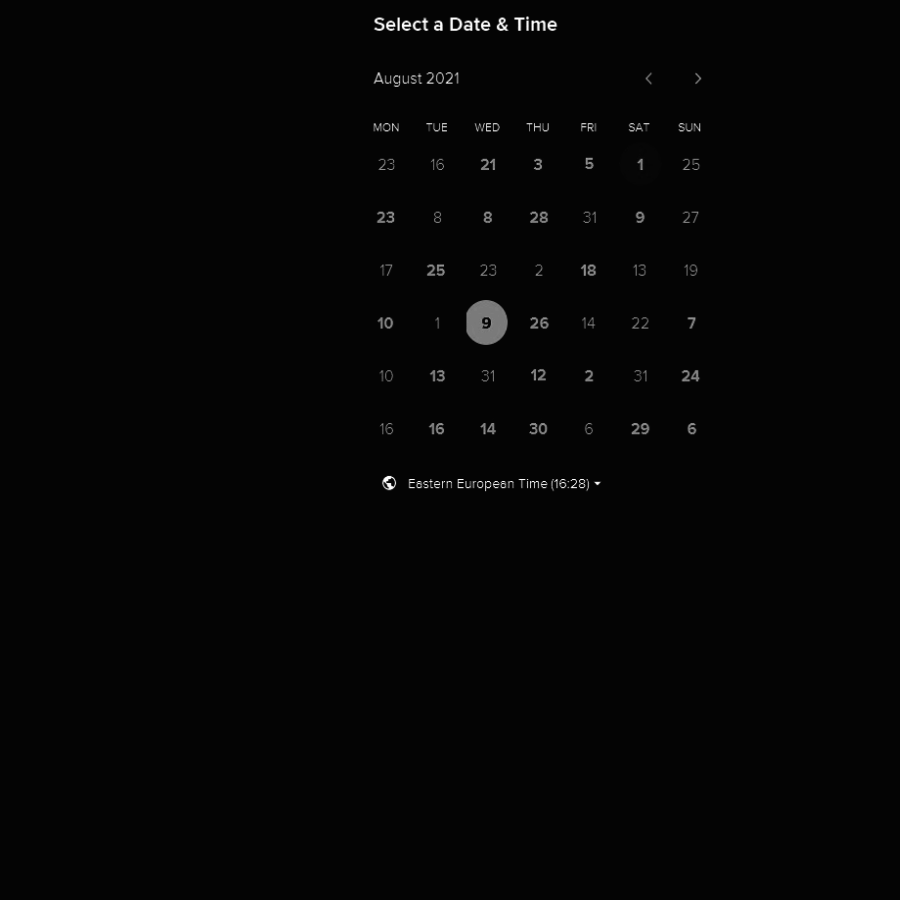 Select a Date & Time
August 2021
MON TUE WED THU FRI SAT SUN
23 16 21 3 5 1 25
23 8 8 28 31 9 27
17 25 23 2 18 13 19
10 1 9 26 14 22 7
10 13 31 12 2 31 24
16 16 14 30 6 29 6
Eastern European Time (16:28)